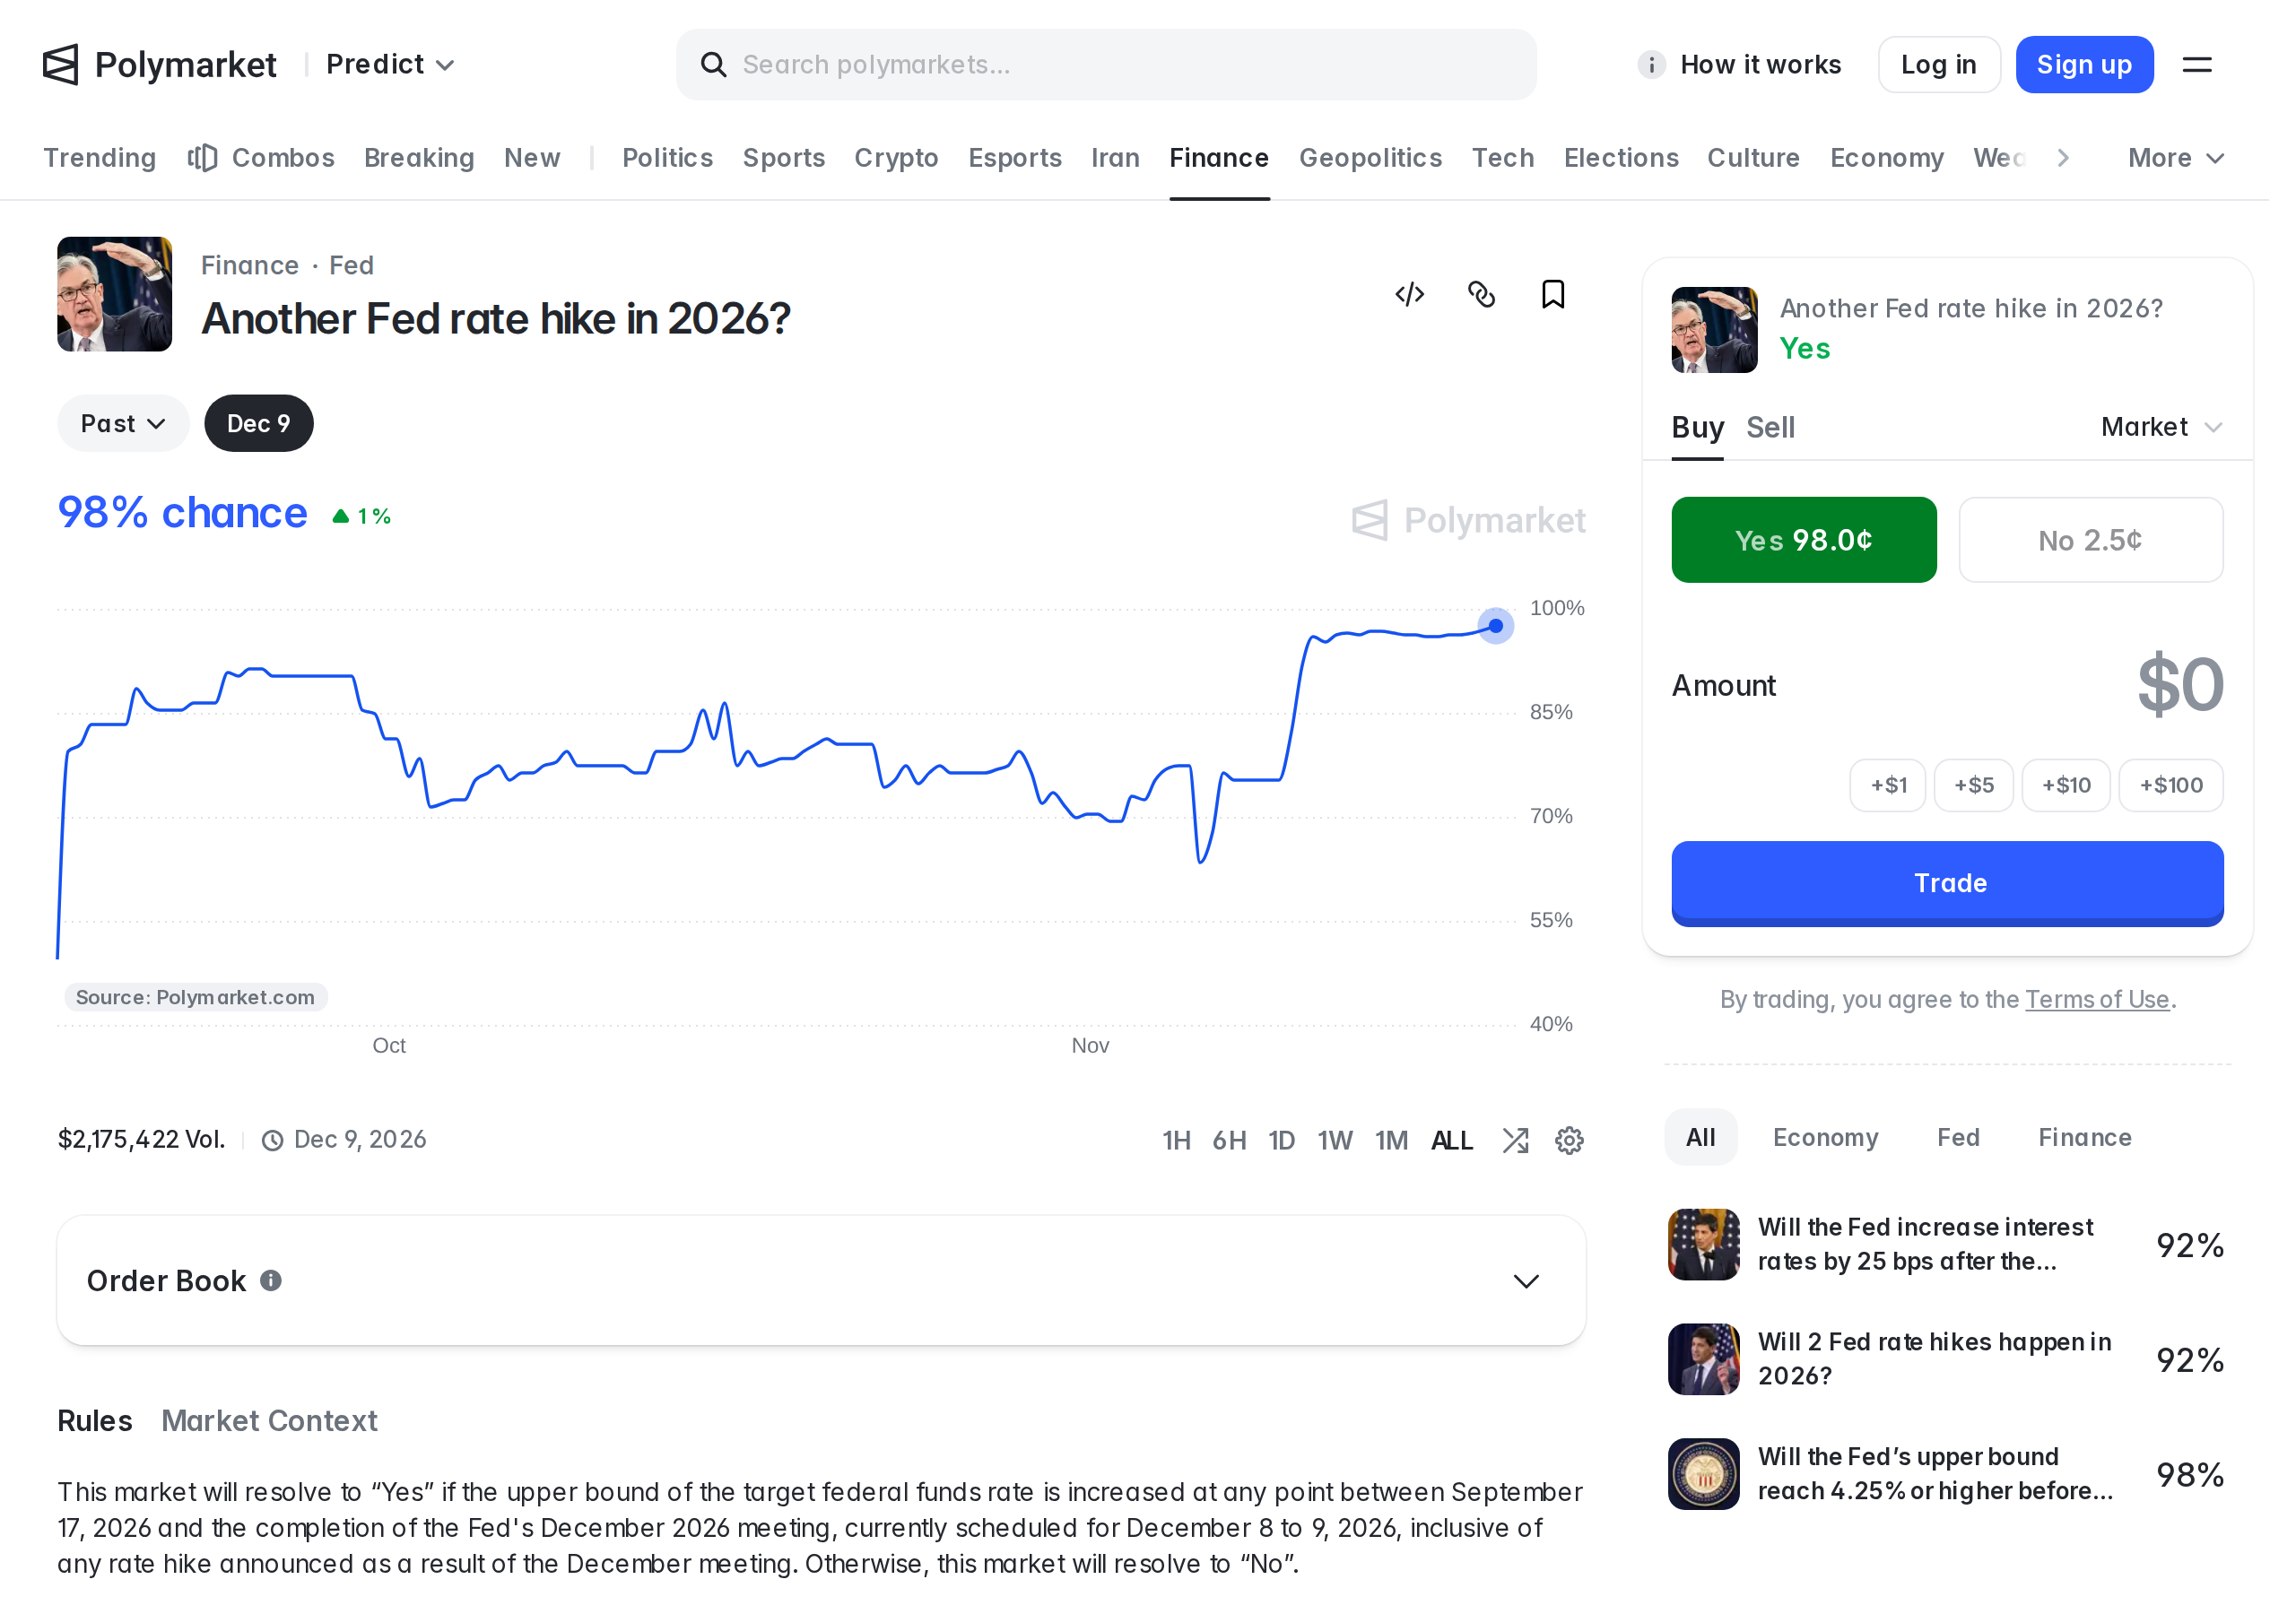 Polymarket
Predict
Search polymarkets...
How it works
Log in
Sign up
Trending
Combos
Breaking
New
Politics
Sports
Crypto
Esports
Iran
Finance
Geopolitics
Tech
Elections
Culture
Economy
Wea
More
Finance · Fed
Another Fed rate hike in 2026?
Past
Dec 9
98% chance
1%
Polymarket
100%
85%
70%
55%
40%
Source: Polymarket.com
Oct
Nov
$2,175,422 Vol.
Dec 9, 2026
1H
6H
1D
1W
1M
ALL
Order Book
Rules
Market Context
This market will resolve to “Yes” if the upper bound of the target federal funds rate is increased at any point between September
17, 2026 and the completion of the Fed's December 2026 meeting, currently scheduled for December 8 to 9, 2026, inclusive of
any rate hike announced as a result of the December meeting. Otherwise, this market will resolve to “No”.
Another Fed rate hike in 2026?
Yes
Buy
Sell
Market
Yes 98.0¢
No 2.5¢
Amount
$0
+$1
+$5
+$10
+$100
Trade
By trading, you agree to the Terms of Use.
All
Economy
Fed
Finance
Will the Fed increase interest
rates by 25 bps after the...
92%
Will 2 Fed rate hikes happen in
2026?
92%
Will the Fed’s upper bound
reach 4.25% or higher before...
98%